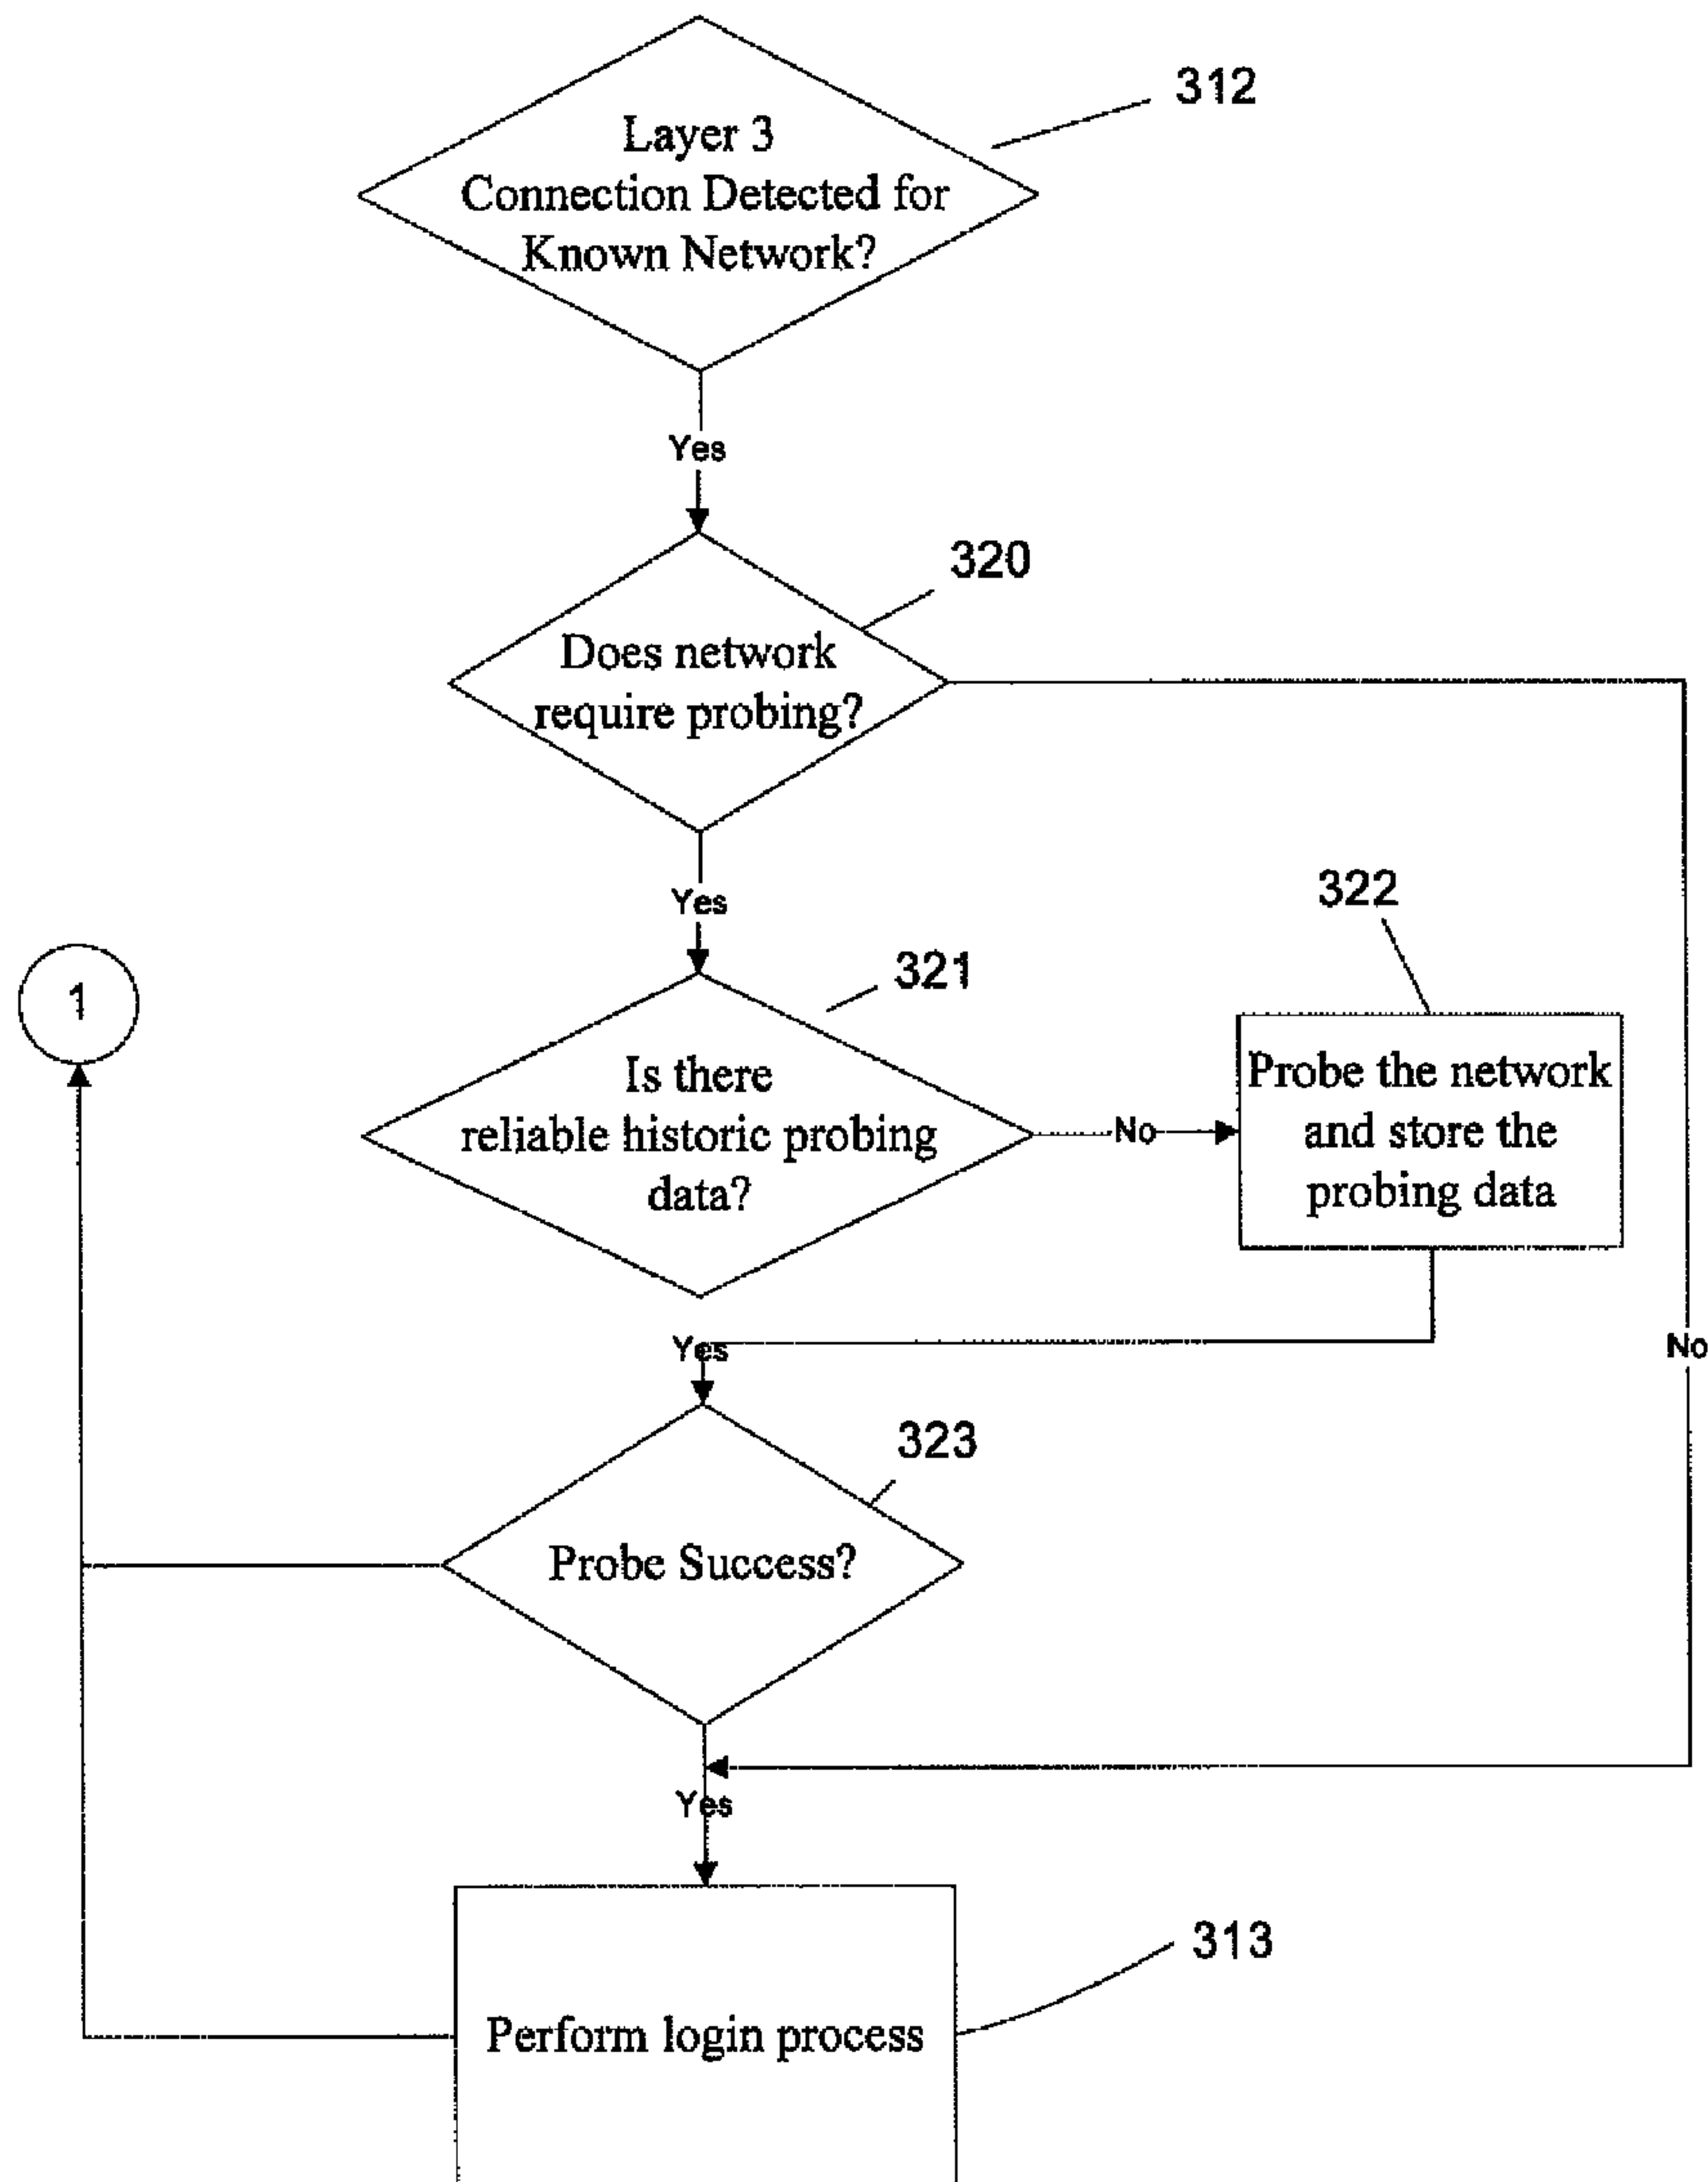 312
Layer 3
Connection Detected for
Known Network?
Yes
320
Does network
require probing?
Yes
322
321
1
Is there
reliable historic probing
data?
No
Probe the network
and store the
probing data
Yes
No
323
Probe Success?
Yes
313
Perform login process